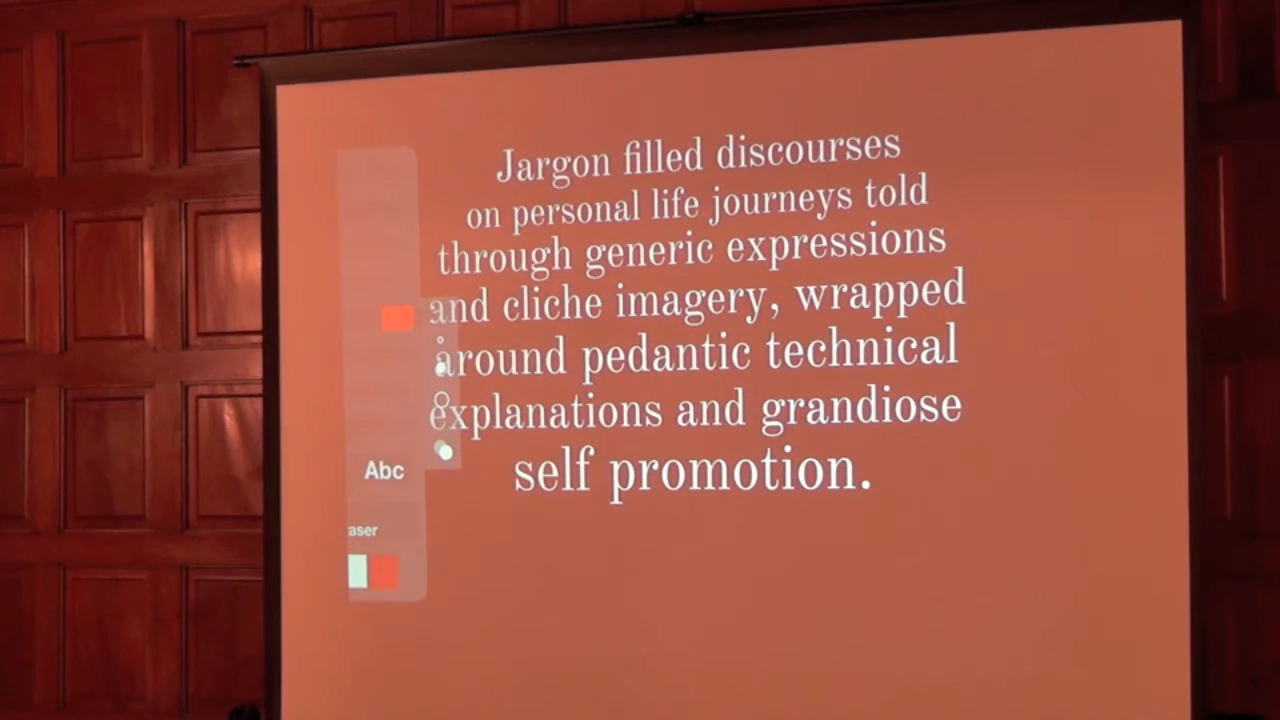 Jargon filled discourses
on personal life journeys told
through generic expressions
and cliche imagery, wrapped
around pedantic technical
explanations and grandiose
self promotion.
Abc
aser